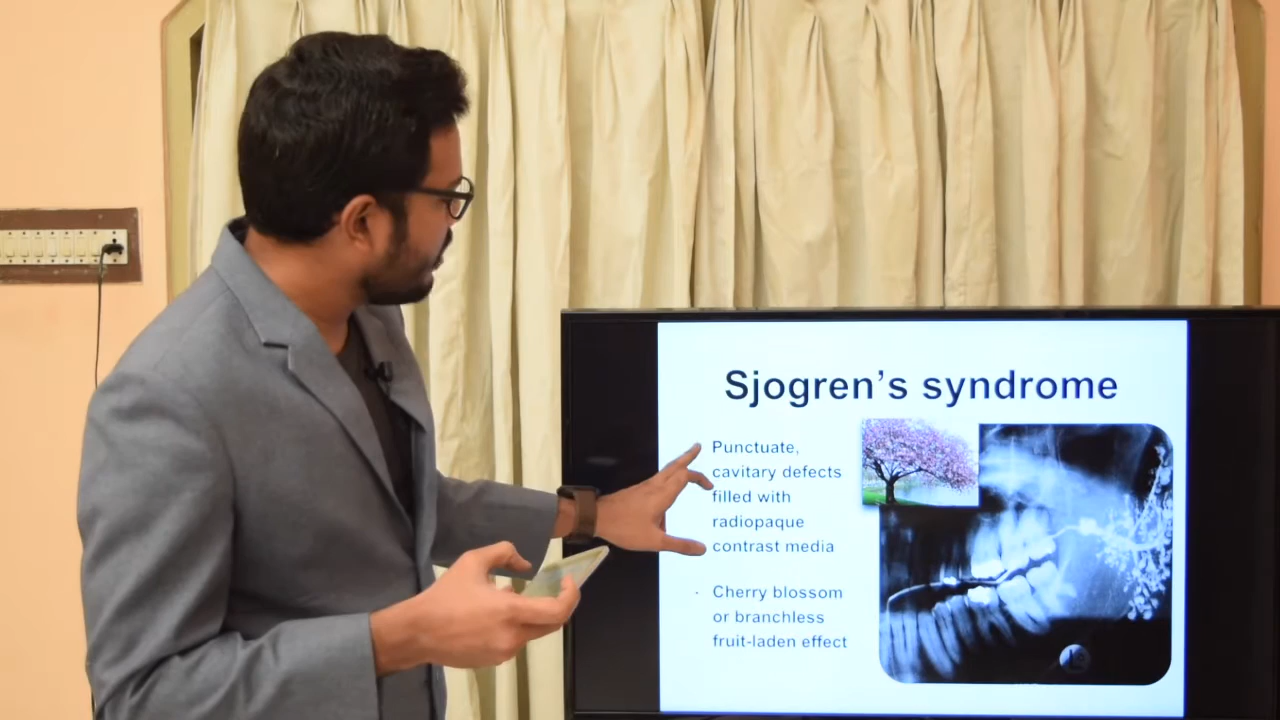 Sjogren's syndrome
Punctuate,
cavitary defects
filled with
radiopaque
contrast media
· Cherry blossom
or branchless
fruit-laden effect